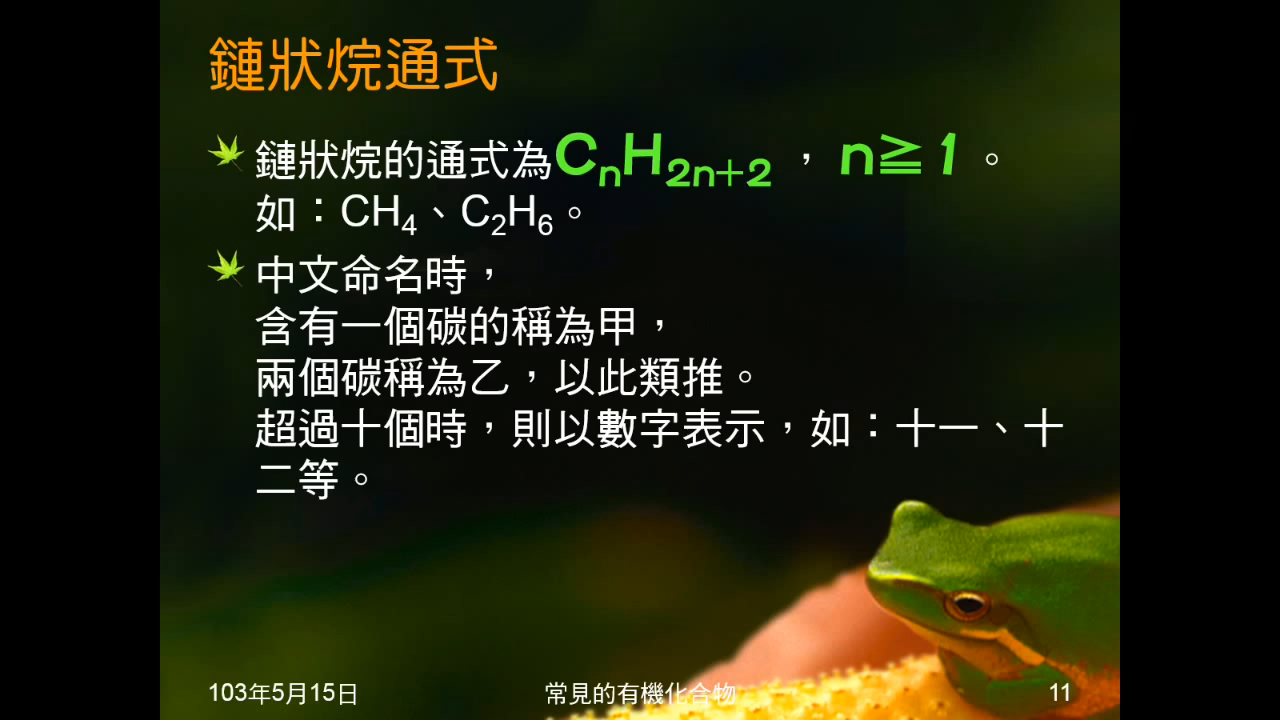 鏈狀烷通式
鏈狀烷的通式為CnH2n+2 ， n≧1 。
如：CH4、C2H6。
中文命名時，
含有一個碳的稱為甲，
兩個碳稱為乙，以此類推。
超過十個時，則以數字表示，如：十一、十
二等。
103年5月15日 常見的有機化合物 11